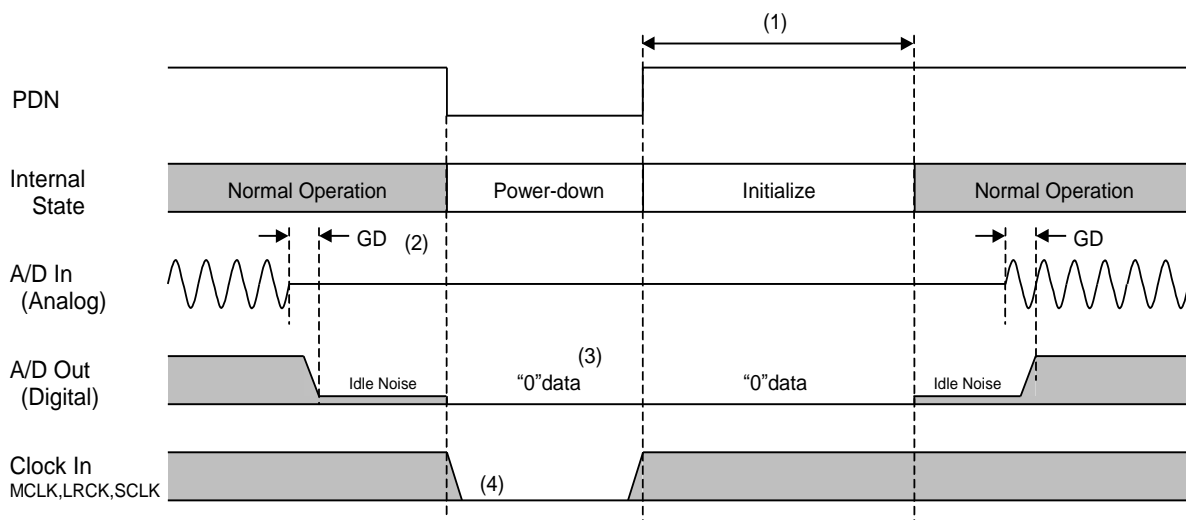 (1)
PDN
Internal
State
Normal Operation
Power-down
Initialize
Normal Operation
GD
(2)
GD
A/D In
(Analog)
A/D Out
(Digital)
Idle Noise
(3)
“0”data
“0”data
Idle Noise
Clock In
MCLK,LRCK,SCLK
(4)